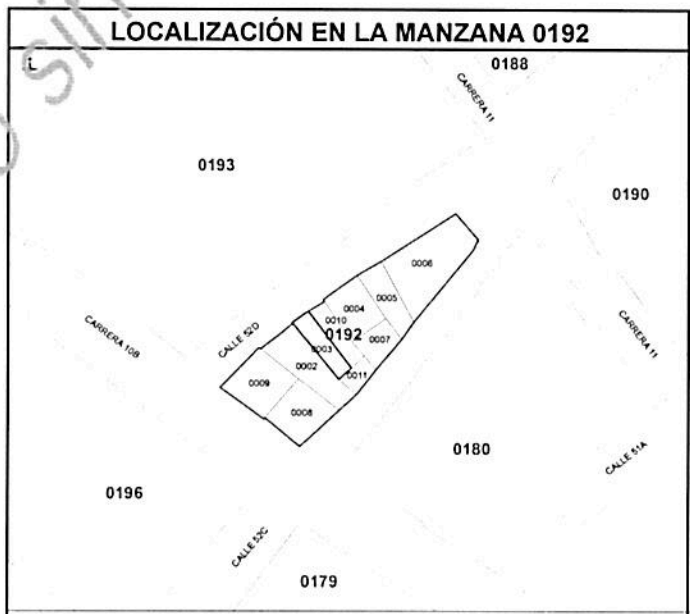 LOCALIZACIÓN EN LA MANZANA 0192
0188
CARRERA 11
0193
0190
0006
0005
0004
0010
0192
0007
CARRERA 11
CARRERA 10B
CALLE 52D
0003
0002
0011
0009
0008
0180
CALLE 51A
0196
CALLE 52C
0179